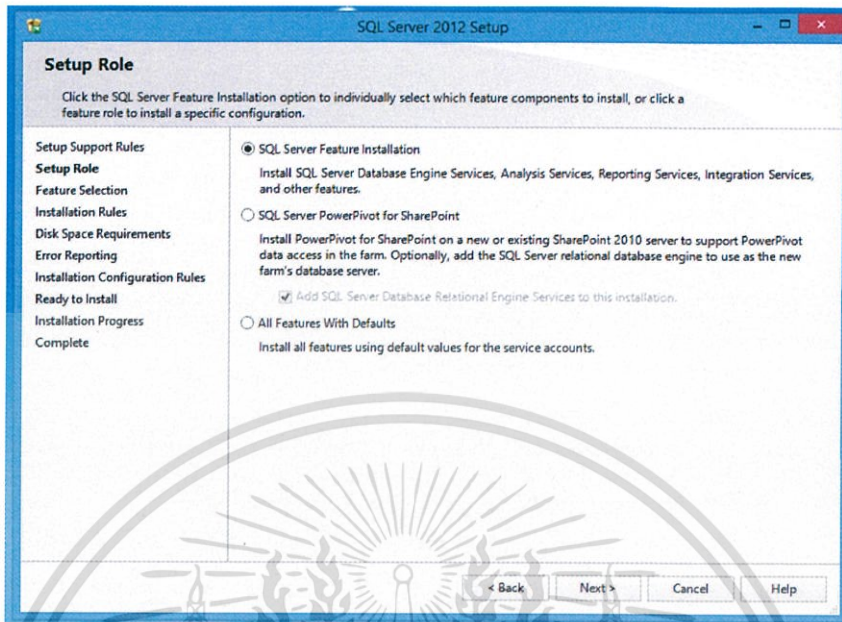 SQL Server 2012 Setup
Setup Role
Click the SQL Server Feature Installation option to individually select which feature components to install, or click a
feature role to install a specific configuration.
Setup Support Rules
Setup Role
Feature Selection
Installation Rules
Disk Space Requirements
Error Reporting
Installation Configuration Rules
Ready to Install
Installation Progress
Complete
SQL Server Feature Installation
Install SQL Server Database Engine Services, Analysis Services, Reporting Services, Integration Services,
and other features.
SQL Server PowerPivot for SharePoint
Install PowerPivot for SharePoint on a new or existing SharePoint 2010 server to support PowerPivot
data access in the farm. Optionally, add the SQL Server relational database engine to use as the new
farm's database server.
Add SQL Server Database Relational Engine Services to this installation.
All Features With Defaults
Install all features using default values for the service accounts.
< Back Next > Cancel Help